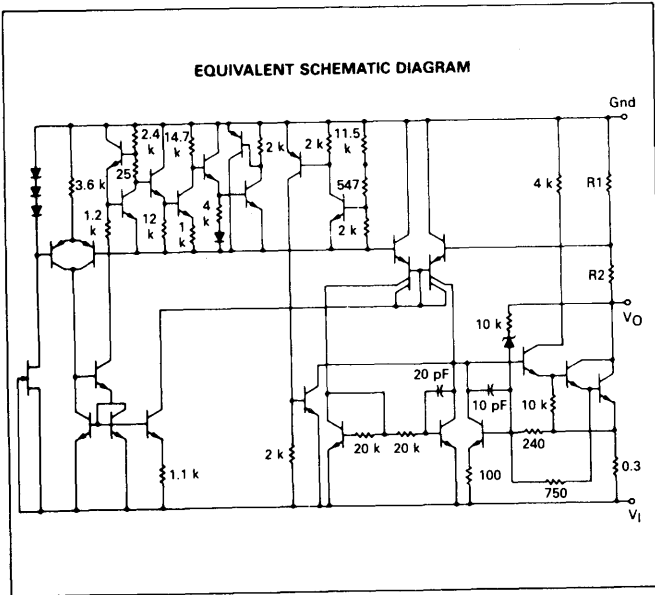 EQUIVALENT SCHEMATIC DIAGRAM
Gnd
2.4 k
14.7 k
2 k
2 k
11.5 k
3.6 k
25
547
4 k
R1
1.2 k
12 k
1 k
4 k
2 k
R2
VO
10 k
20 pF
10 pF
10 k
20 k
20 k
240
2 k
1.1 k
100
0.3
750
VI